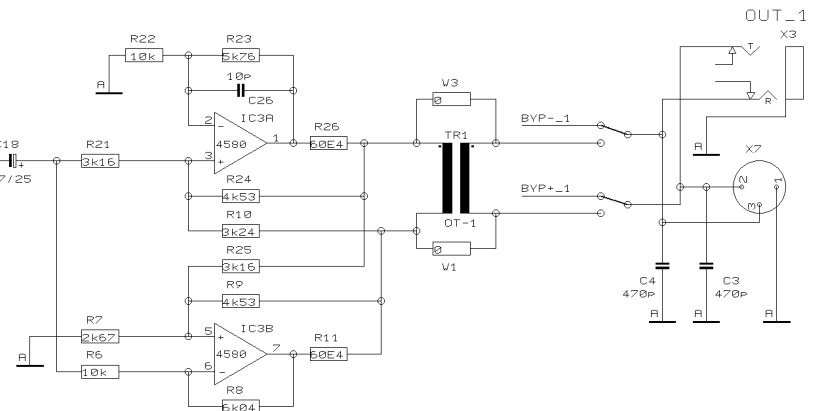 OUT_1
X3
R22
R23
10k
5k76
T
10p
C26
W3
R
0
2
IC3A
BYP-_1
C18
R21
R26
TR1
1
4580
60E4
A
X7
3
3k16
7/25
R24
BYP+_1
2
1
4k53
3
R10
OT-1
3k24
R25
0
3k16
W1
R9
C4
C3
4k53
470p
470p
R7
IC3B
R11
A
A
A
5
2k67
4580
7
60E4
A
R6
6
10k
R8
6k04
A